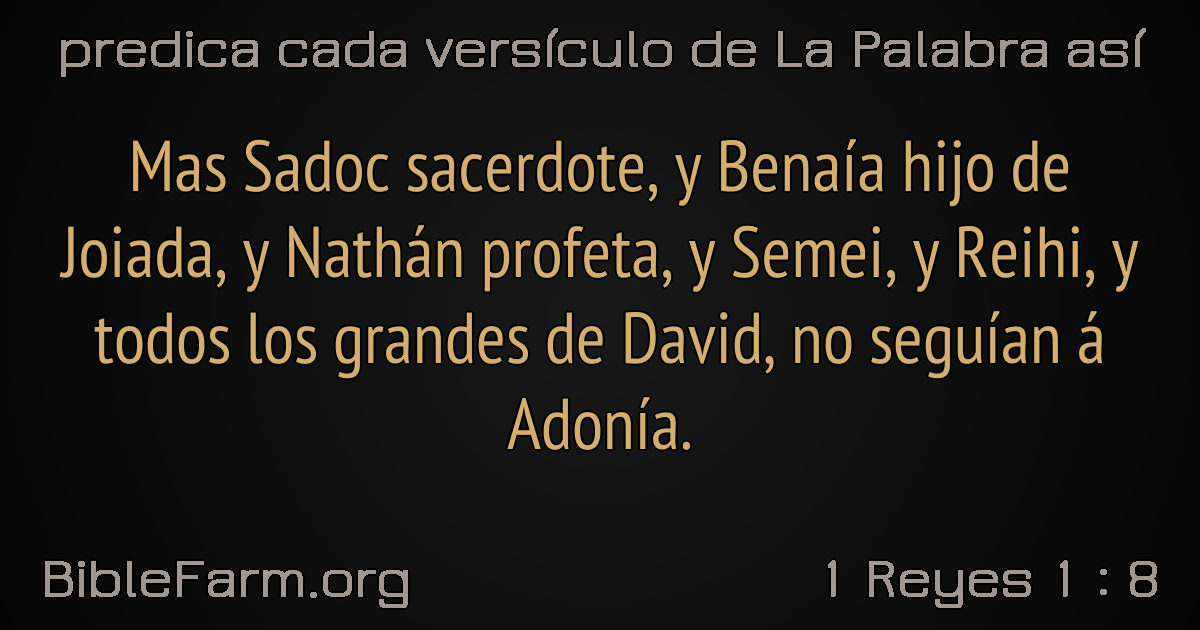 predica cada versículo de La Palabra así
Mas Sadoc sacerdote, y Benaía hijo de
Joiada, y Nathán profeta, y Semei, y Reihi, y
todos los grandes de David, no seguían á
Adonía.
BibleFarm.org
1 Reyes 1 : 8